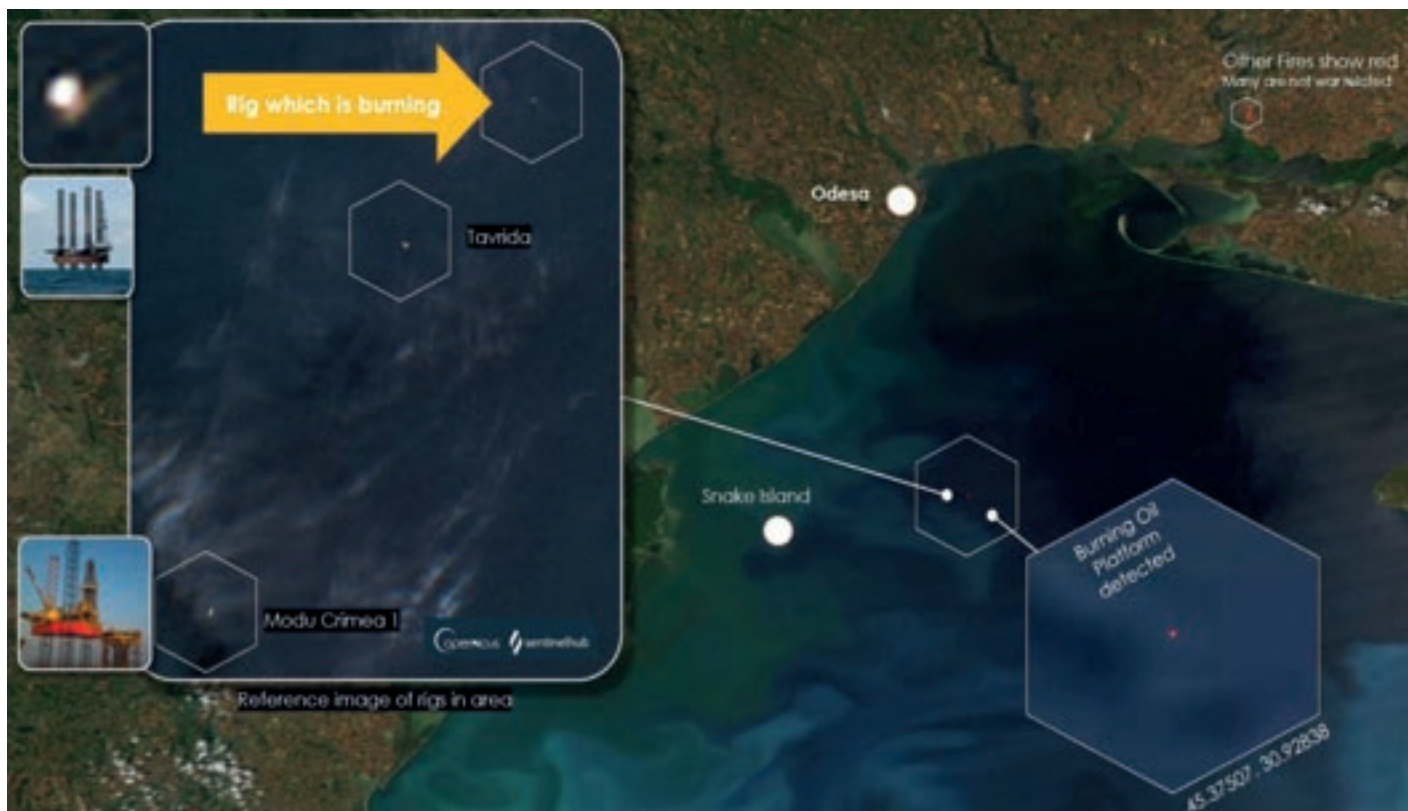 Rig which is burning
Tavrida
Modu Crimea 1
Copernicus sentinelhub
Reference image of rigs in area
Other Fires show red
Many are not war related
Odesa
Snake Island
Burning Oil
Platform
detected
45.37507 , 30.92838